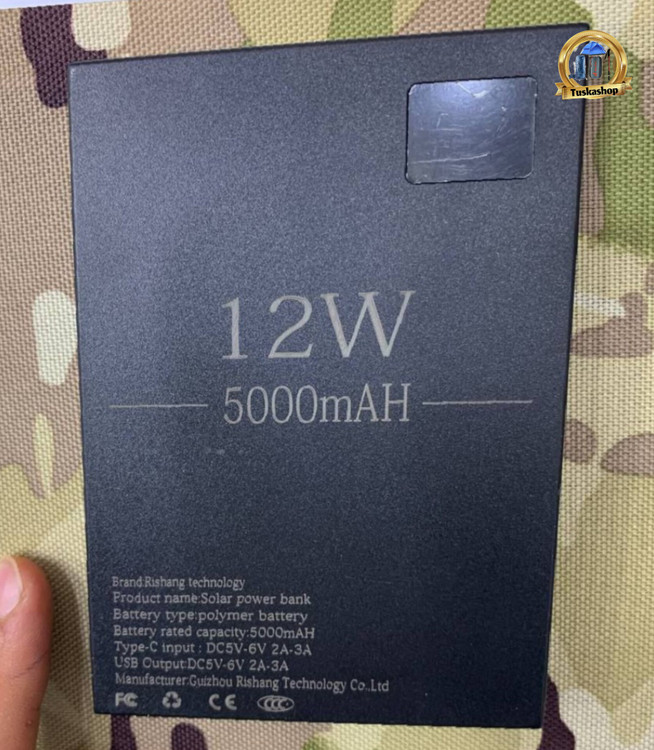 Tuskashop
12W
5000mAH
Brand:Rishang technology
Product name:Solar power bank
Battery type:polymer battery
Battery rated capacity:5000mAH
Type-C input : DC5V-6V 2A-3A
USB Output:DC5V-6V 2A-3A
Manufacturer:Guizhou Rishang Technology Co.,Ltd
FC CE CCC